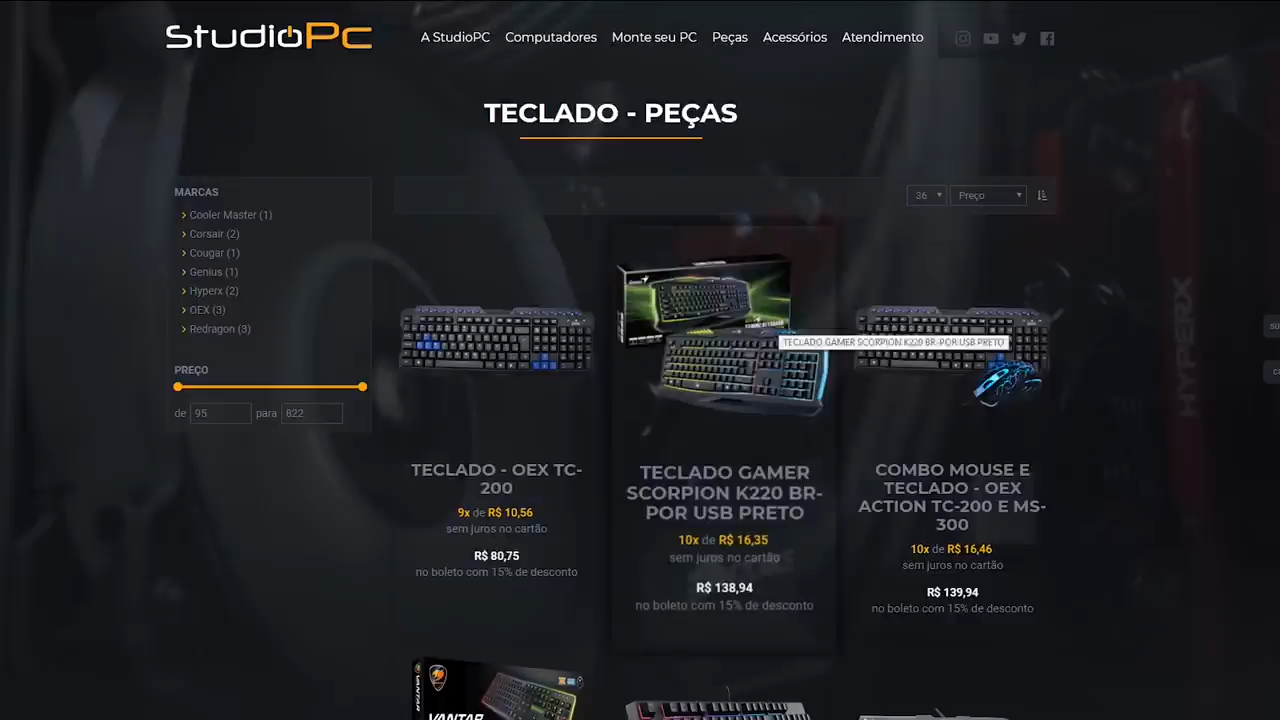 StudioPc
A StudioPC
Computadores
Monte seu PC
Peças
Acessórios
Atendimento
TECLADO - PEÇAS
MARCAS
Cooler Master (1)
Corsair (2)
Cougar (1)
Genius (1)
Hyperx (2)
OEX (3)
Redragon (3)
PREÇO
de 95 para 822
36
Preço
TECLADO GAMER SCORPION K220 BR-POR USB PRETO
TECLADO - OEX TC-
200
9x de R$ 10,56
sem juros no cartão
R$ 80,75
no boleto com 15% de desconto
TECLADO GAMER
SCORPION K220 BR-
POR USB PRETO
10x de R$ 16,35
sem juros no cartão
R$ 138,94
no boleto com 15% de desconto
COMBO MOUSE E
TECLADO - OEX
ACTION TC-200 E MS-
300
10x de R$ 16,46
sem juros no cartão
R$ 139,94
no boleto com 15% de desconto
VANTAR
HYPERX